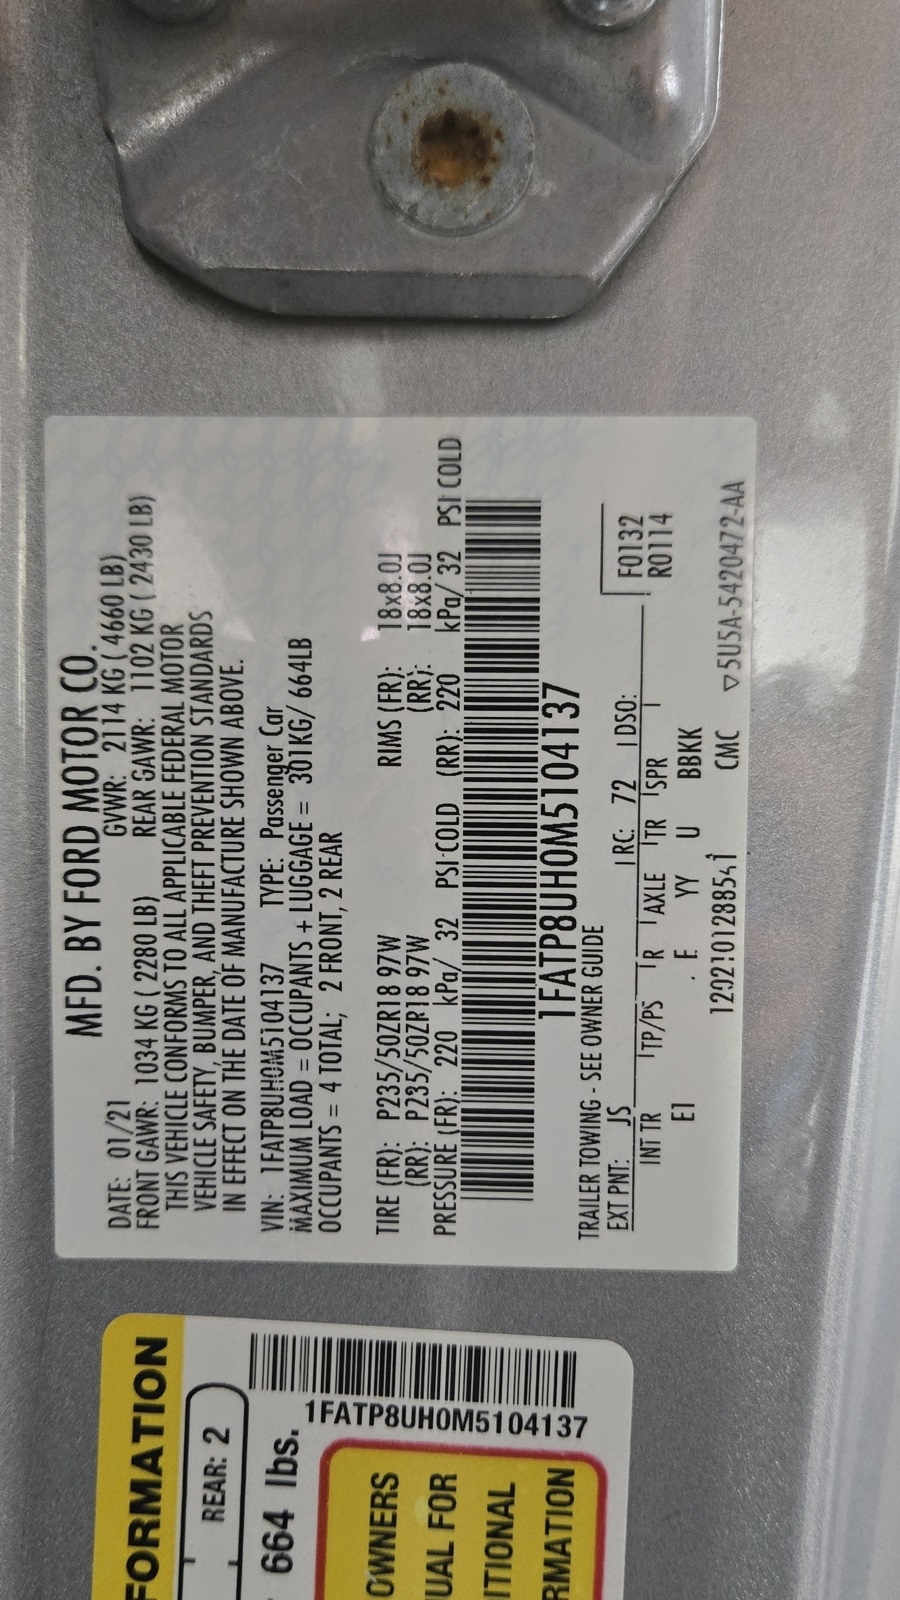 MFD. BY FORD MOTOR CO.
DATE: 01/21 GVWR: 2114 KG ( 4660 LB)
FRONT GAWR: 1034 KG ( 2280 LB) REAR GAWR: 1102 KG ( 2430 LB)
THIS VEHICLE CONFORMS TO ALL APPLICABLE FEDERAL MOTOR
VEHICLE SAFETY, BUMPER, AND THEFT PREVENTION STANDARDS
IN EFFECT ON THE DATE OF MANUFACTURE SHOWN ABOVE.
VIN: 1FATP8UH0M5104137 TYPE: Passenger Car
MAXIMUM LOAD = OCCUPANTS + LUGGAGE = 301KG/ 664LB
OCCUPANTS = 4 TOTAL; 2 FRONT, 2 REAR
TIRE (FR): P235/50ZR18 97W RIMS (FR): 18x8.0J
(RR): P235/50ZR18 97W (RR): 18x8.0J
PRESSURE (FR): 220 kPa/ 32 PSI COLD (RR): 220 kPa/ 32 PSI COLD
1FATP8UH0M5104137
TRAILER TOWING - SEE OWNER GUIDE
EXT PNT: JS RC: 72 DSO: F0132
INT TR TP/PS R AXLE TR SPR R0114
E1 . E YY U BBKK
1202101288541 CMC ▽5U5A-5420472-AA
FORMATION
REAR: 2
664 lbs.
1FATP8UH0M5104137
OWNERS
UAL FOR
ITIONAL
RMATION